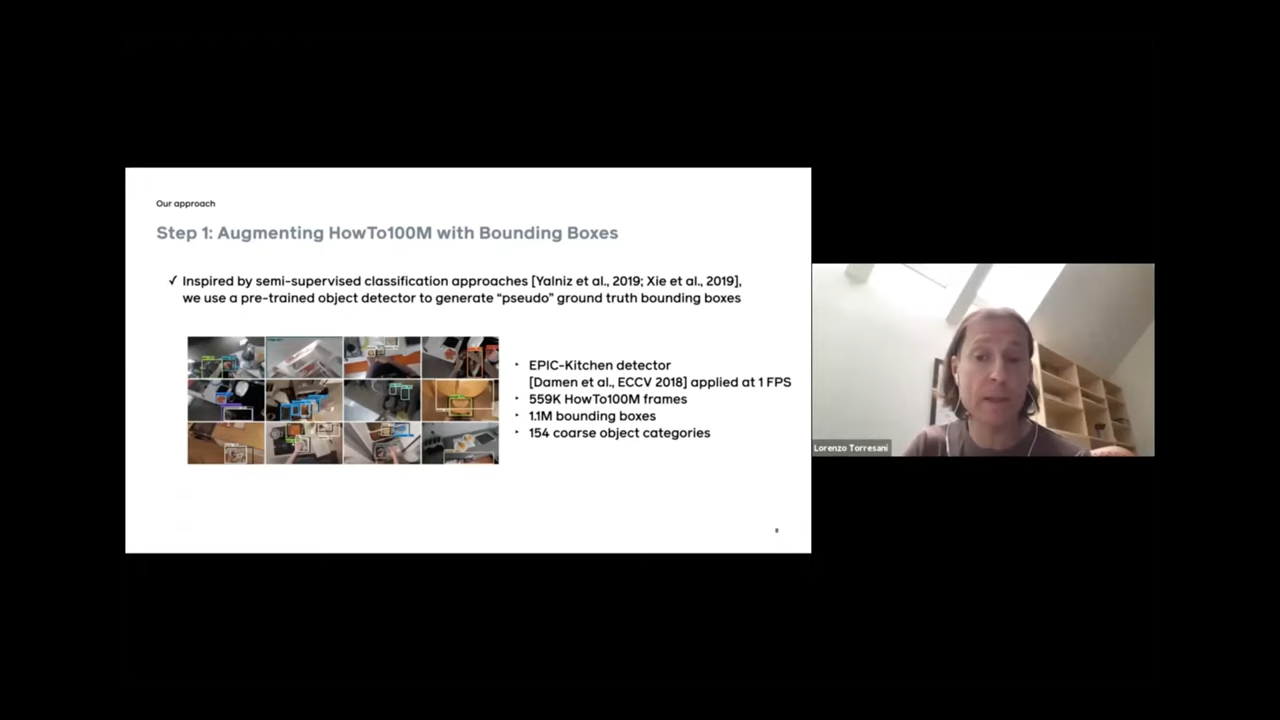 Our approach
Step 1: Augmenting HowTo100M with Bounding Boxes
✓ Inspired by semi-supervised classification approaches [Yalniz et al., 2019; Xie et al., 2019],
we use a pre-trained object detector to generate “pseudo” ground truth bounding boxes
• EPIC-Kitchen detector
[Damen et al., ECCV 2018] applied at 1 FPS
• 559K HowTo100M frames
• 1.1M bounding boxes
• 154 coarse object categories
8
Lorenzo Torresani